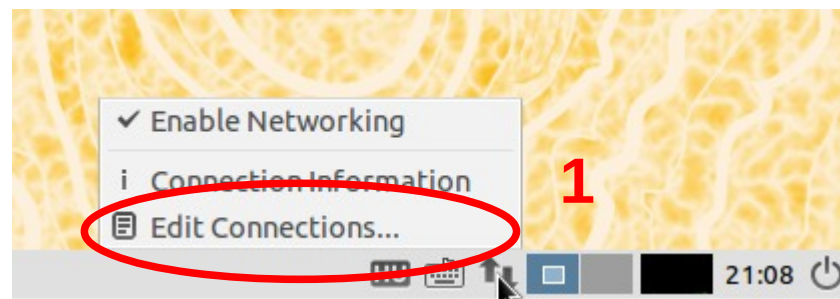 Enable Networking
i Connection Information
Edit Connections...
1
21:08